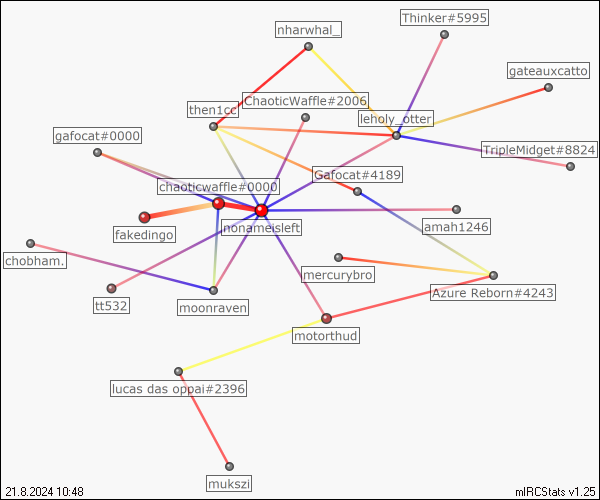 Thinker#5995
nharwhal_
gateauxcatto
ChaoticWaffle#2006
then1cc
leholy_otter
gafocat#0000
TripleMidget#8824
Gafocat#4189
chaoticwaffle#0000
nonameisleft
amah1246
fakedingo
chobham.
mercurybro
Azure Reborn#4243
tt532
moonraven
motorthud
lucas das oppai#2396
mukszi
21.8.2024 10:48
mIRCStats v1.25